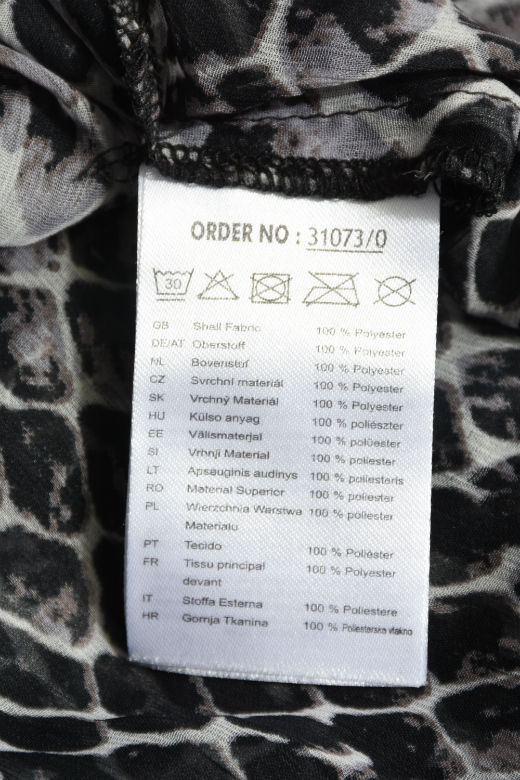 ORDER NO : 31073/0
30
GB Shell Fabric 100 % Polyester
DE/AT Oberstoff 100 % Polyester
NL Bovenstof 100 % Polyester
CZ Svrchní materiál 100 % Polyester
SK Vrchný Materiál 100 % Polyester
HU Külso anyag 100 % poliészter
EE Välismaterjal 100 % polüester
SI Vrhnji Material 100 % poliester
LT Apsauginis audinys 100 % poliesteris
RO Material Superior 100 % poliester
PL Wierzchnia Warstwa 100 % poliester
Materiału
PT Tecido 100 % Poliéster
FR Tissu principal 100 % Polyester
devant
IT Stoffa Esterna 100 % Poliestere
HR Gornja Tkanina 100 % Poliestersko vlakno